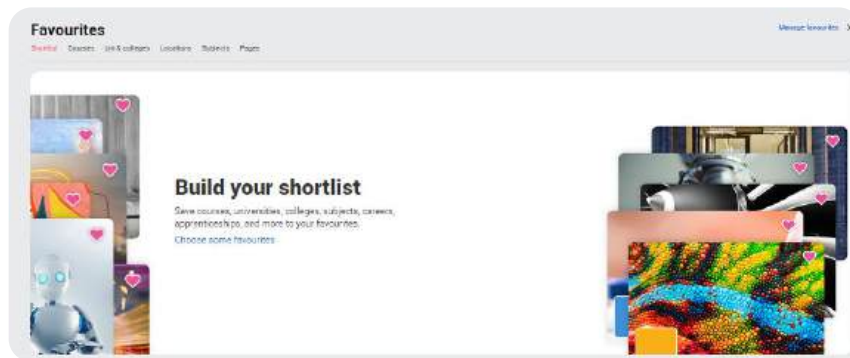 Favourites
Manage favourites
Shortlist Courses Uni & colleges Locations Subjects Pages
Build your shortlist
Save courses, universities, colleges, subjects, careers,
apprenticeships, and more to your favourites.
Choose some favourites